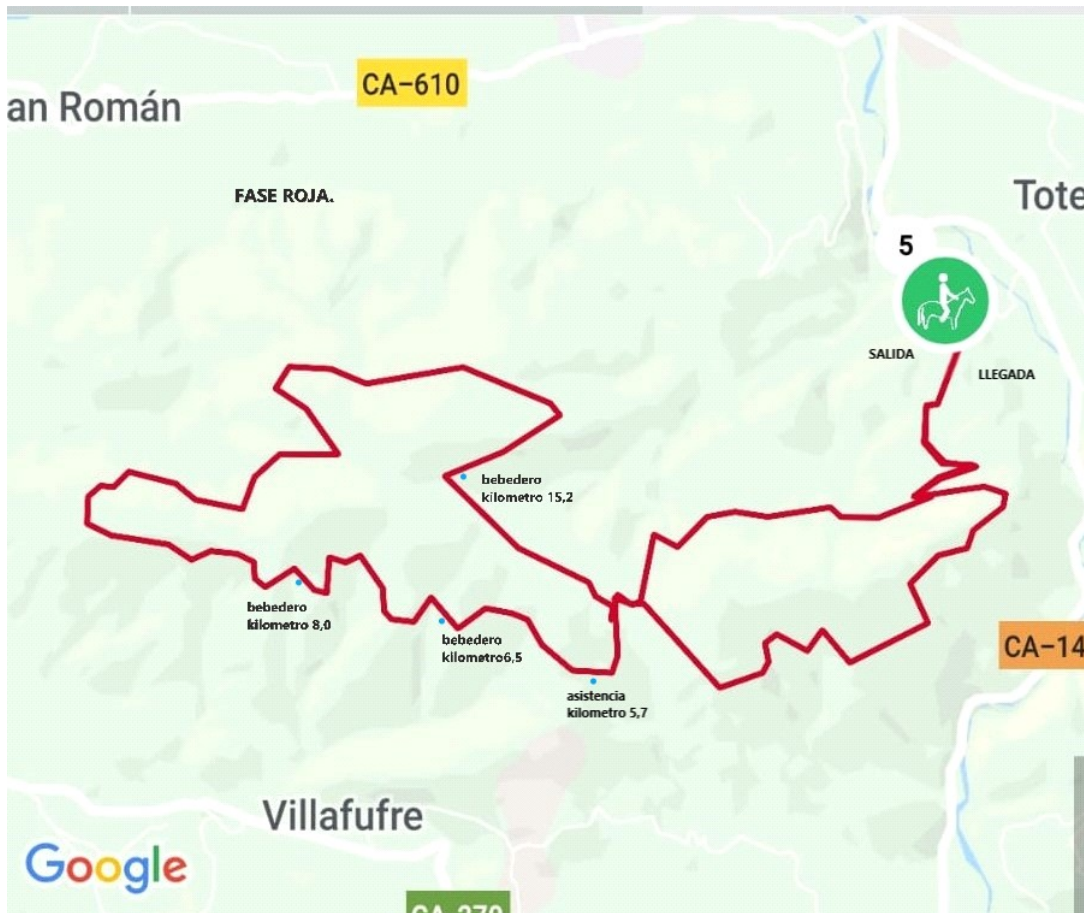 CA-610
an Román
FASE ROJA.
Tote
5
SALIDA
LLEGADA
bebedero
kilometro 15,2
bebedero
kilometro 8,0
bebedero
kilometro6,5
CA-14
asistencia
kilometro 5,7
Villafufre
Google